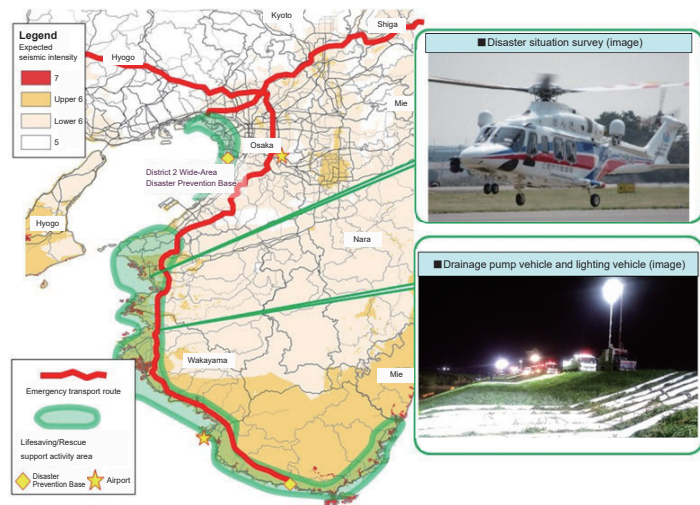 Legend
Expected
seismic intensity
7
Upper 6
Lower 6
5
Kyoto
Shiga
Hyogo
Mie
Osaka
District 2 Wide-Area
Disaster Prevention Base
Hyogo
Nara
Wakayama
Mie
Emergency transport route
Lifesaving/Rescue
support activity area
Disaster
Prevention Base
Airport
■Disaster situation survey (image)
■Drainage pump vehicle and lighting vehicle (image)